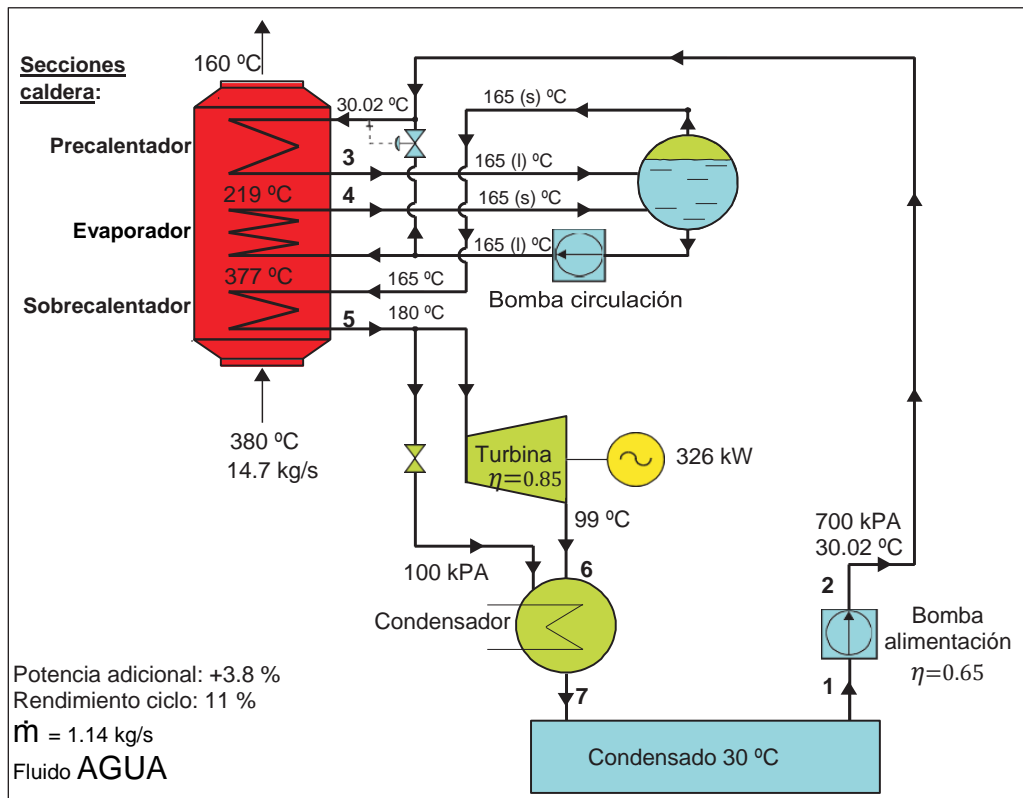 Secciones
caldera:
160 ºC
30.02 ºC
165 (s) ºC
Precalentador
3
165 (l) ºC
219 ºC
4
165 (s) ºC
Evaporador
165 (l) ºC
377 ºC
165 ºC
Bomba circulación
Sobrecalentador
5
180 ºC
380 ºC
14.7 kg/s
Turbina
η=0.85
326 kW
99 ºC
700 kPA
30.02 ºC
100 kPA
6
2
Condensador
Bomba
alimentación
η=0.65
Potencia adicional: +3.8 %
Rendimiento ciclo: 11 %
7
1
ṁ = 1.14 kg/s
Fluido AGUA
Condensado 30 ºC